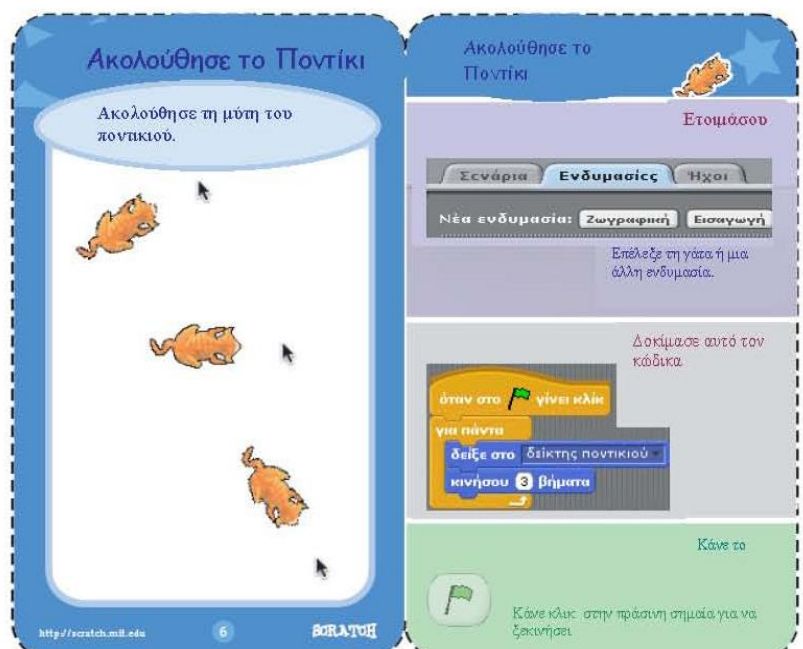 Ακολούθησε το Ποντίκι
Ακολούθησε τη μύτη του
ποντικιού.
http://scratch.mit.edu
6
SCRATCH
Ακολούθησε το
Ποντίκι
Ετοιμάσου
Σενάρια Ενδυμασίες Ήχοι
Νέα ενδυμασία: Ζωγραφική Εισαγωγή
Επέλεξε τη γάτα ή μια
άλλη ενδυμασία.
Δοκίμασε αυτό τον
κώδικα
όταν στο γίνει κλίκ
για πάντα
δείξε στο δείκτης ποντικιού
κινήσου 3 βήματα
Κάνε το
Κάνε κλικ στην πράσινη σημαία για να
ξεκινήσει